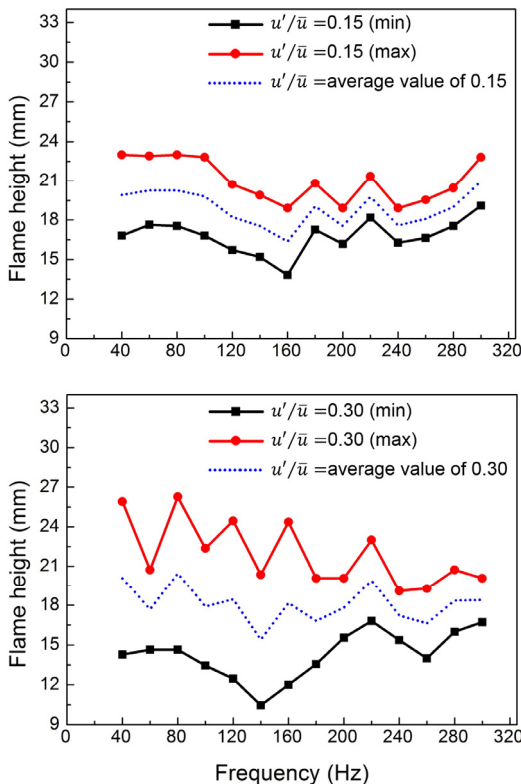 33
30
27
24
21
18
15
12
9
Flame height (mm)
u'/ū =0.15 (min)
u'/ū =0.15 (max)
u'/ū =average value of 0.15
0 40 80 120 160 200 240 280 320
33
30
27
24
21
18
15
12
9
Flame height (mm)
u'/ū =0.30 (min)
u'/ū =0.30 (max)
u'/ū =average value of 0.30
0 40 80 120 160 200 240 280 320
Frequency (Hz)